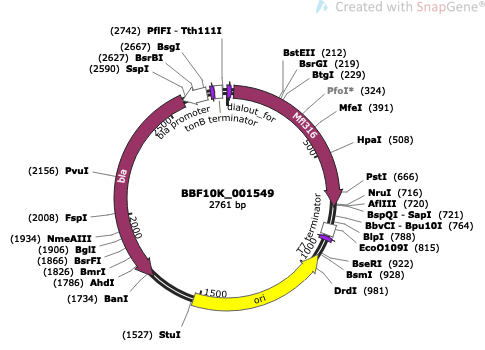 Created with SnapGene®
(2742) PflFI - Tth111I
(2667) BsgI
(2627) BsrBI
(2590) SspI
BstEII (212)
BsrGI (219)
BtgI (229)
PfoI* (324)
MfeI (391)
HpaI (508)
PstI (666)
NruI (716)
AflIII (720)
BspQI - SapI (721)
BbvCI - Bpu10I (764)
BlpI (788)
EcoO109I (815)
BseRI (922)
BsmI (928)
DrdI (981)
(1527) StuI
(1734) BanI
(1786) AhdI
(1826) BmrI
(1866) BsrFI
(1906) BglI
(1934) NmeAIII
(2008) FspI
(2156) PvuI
dialout_for
tonB terminator
bla promoter
Mfl316
T7 terminator
bla
ori
500
1000
1500
2000
2500
BBF10K_001549
2761 bp